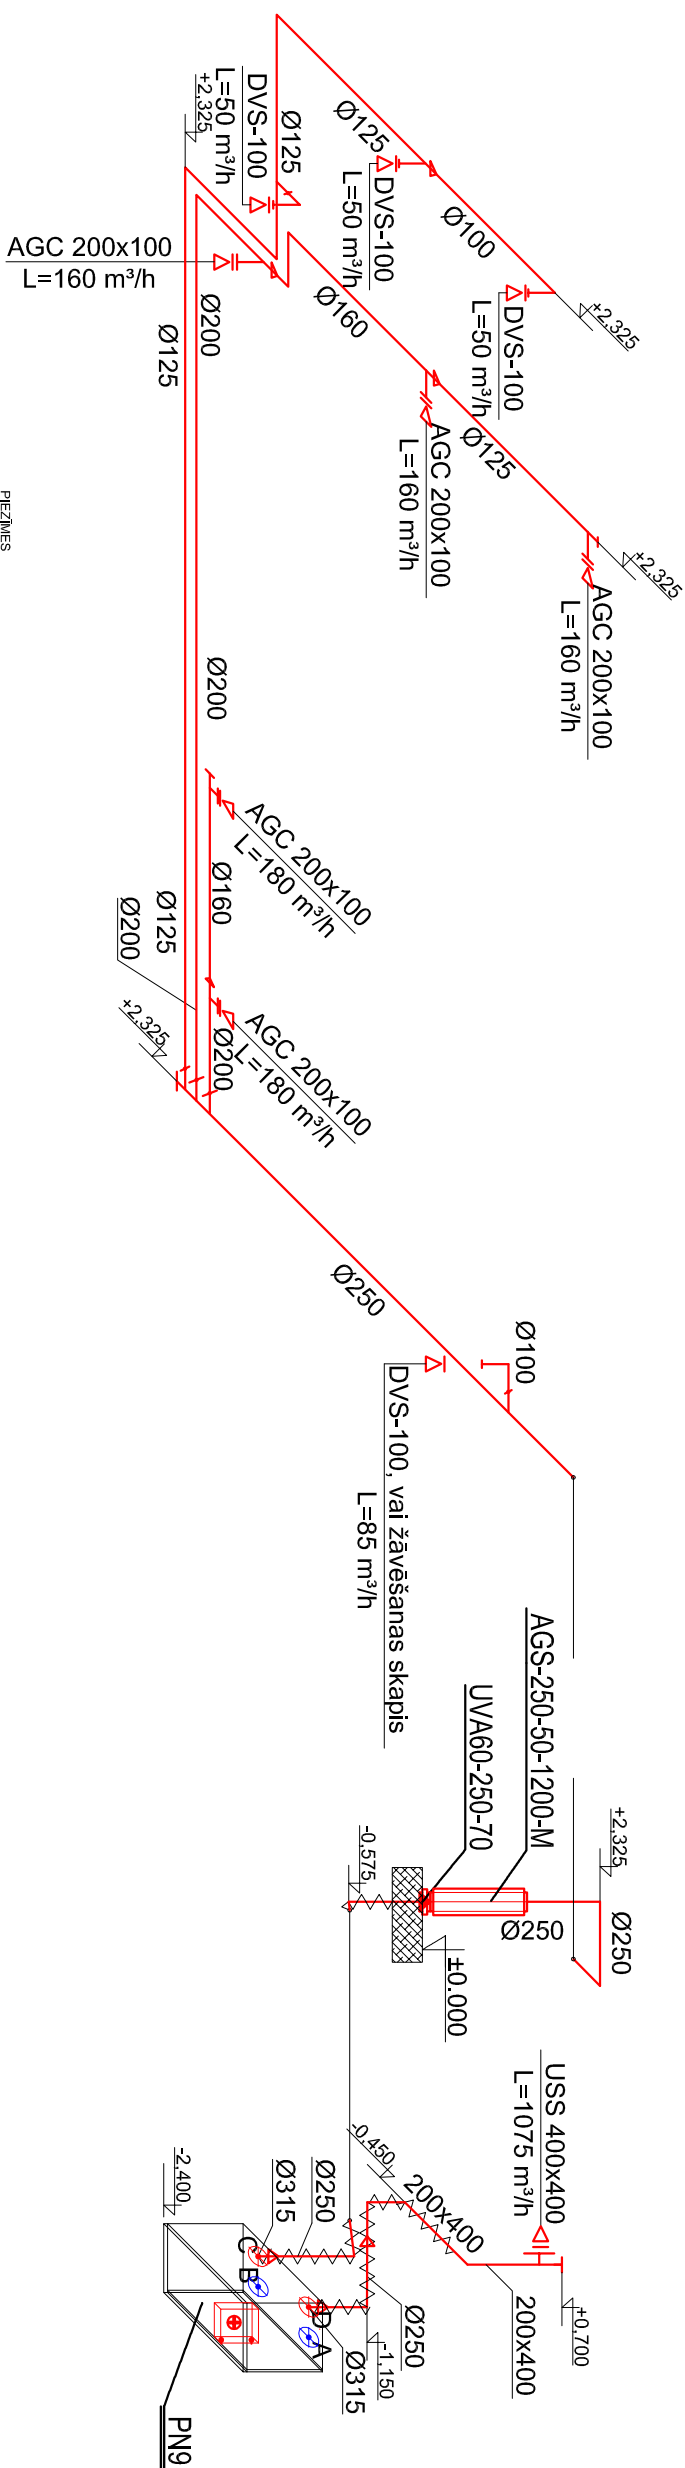 Ø125
DVS-100
L=50 m³/h
Ø100
DVS-100
L=50 m³/h
+2,325
DVS-100
L=50 m³/h
+2,325
Ø125
AGC 200x100
L=160 m³/h
Ø160
AGC 200x100
L=160 m³/h
Ø125
AGC 200x100
L=160 m³/h
+2,325
Ø200
Ø125
PIEZĪMES
Ø200
AGC 200x100
L=180 m³/h
Ø160
AGC 200x100
L=180 m³/h
Ø200
Ø125
Ø200
+2,325
Ø250
Ø100
DVS-100, vai žāvēšanas skapis
L=85 m³/h
AGS-250-50-1200-M
UVA60-250-70
+2,325
Ø250
Ø250
-0,575
±0.000
USS 400x400
L=1075 m³/h
-0,450
200x400
200x400
+0,700
Ø250
Ø315
-2,400
Ø250
-1,150
Ø315
C
B
D
A
PN9